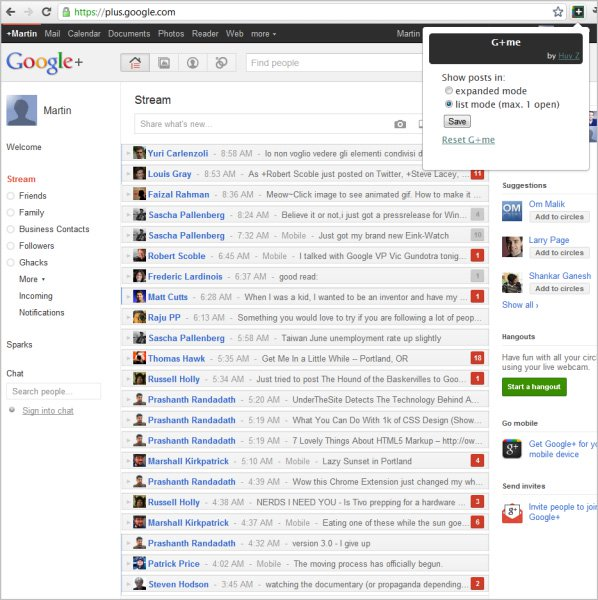 https://plus.google.com
+Martin Mail Calendar Documents Photos Reader Web more Martin
Google+
Find people
G+me
by Huy Z
Show posts in:
expanded mode
list mode (max. 1 open)
Save
Reset G+me
Martin
Welcome
Stream
Friends
Family
Business Contacts
Followers
Ghacks
More
Incoming
Notifications
Sparks
Chat
Search people...
Sign into chat
Stream
Share what's new...
Yuri Carlenzoli - 8:58 AM - Io non voglio vedere gli elementi condivisi
Louis Gray - 8:53 AM - As +Robert Scoble just posted on Twitter, +Steve Lacey, ... 11
Faizal Rahman - 8:36 AM - Meow~Click image to see animated gif. How to make it ...
Sascha Pallenberg - 8:24 AM - Believe it or not,i just got a pressrelease for Win... 4
Sascha Pallenberg - 7:32 AM - Mobile - Just got my brand new Eink-Watch 10
Robert Scoble - 6:45 AM - Mobile - I talked with Google VP Vic Gundotra tonig... 1
Frederic Lardinois - 6:37 AM - good read: 1
Matt Cutts - 6:28 AM - When I was a kid, I wanted to be an inventor and have my ... 1
Raju PP - 6:13 AM - Something you would love to try if you are following a lot of peop...
Sascha Pallenberg - 5:58 AM - Taiwan June unemployment rate up slightly
Thomas Hawk - 5:35 AM - Get Me In a Little While -- Portland, OR 18
Russell Holly - 5:34 AM - Just tried to post The Hound of the Baskervilles to Goo... 1
Prashanth Randadath - 5:20 AM - UnderTheSite Detects The Technology Behind A...
Prashanth Randadath - 5:19 AM - What You Can Do With 1k of CSS Design (Show...
Prashanth Randadath - 5:19 AM - 7 Lovely Things About HTML5 Markup – http://ow...
Marshall Kirkpatrick - 5:10 AM - Mobile - Lazy Sunset in Portland 4
Prashanth Randadath - 4:39 AM - Wow this Chrome Extension just changed my wh...
Russell Holly - 4:38 AM - NERDS I NEED YOU - Is Tivo prepping for a hardware ... 3
Marshall Kirkpatrick - 4:37 AM - Mobile - Eating one of these while the sun goe... 6
Prashanth Randadath - 4:32 AM - version 3.0 - I give up
Patrick Price - 4:10 AM - Mobile - The moving process has officially begun.
Steven Hodson - 3:45 AM - watching the documentary (or propaganda depending... 2
Suggestions
OM
Om Malik
Add to circles
Larry Page
Add to circles
Shankar Ganesh
Add to circles
Show all ›
Hangouts
Have fun with all your circ
using your live webcam.
Start a hangout
Go mobile
g+
Get Google+ for yo
mobile device
Send invites
g+
Invite people to join
Google+